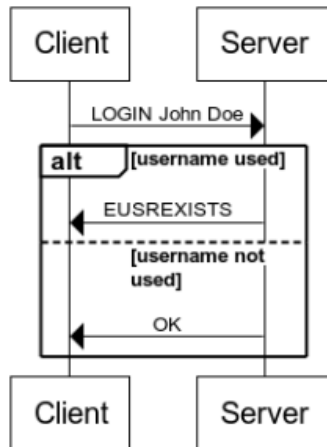 Client
Server
LOGIN John Doe
alt
[username used]
EUSREXISTS
[username not
used]
OK
Client
Server